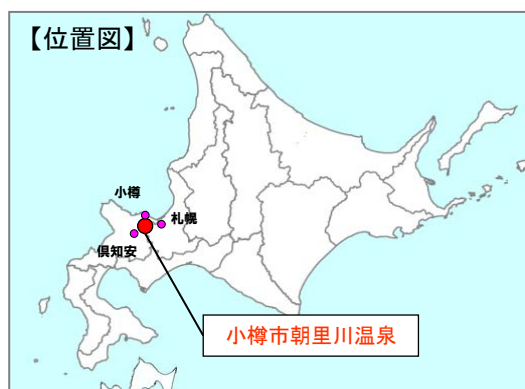 【位置図】
小樽
札幌
倶知安
小樽市朝里川温泉